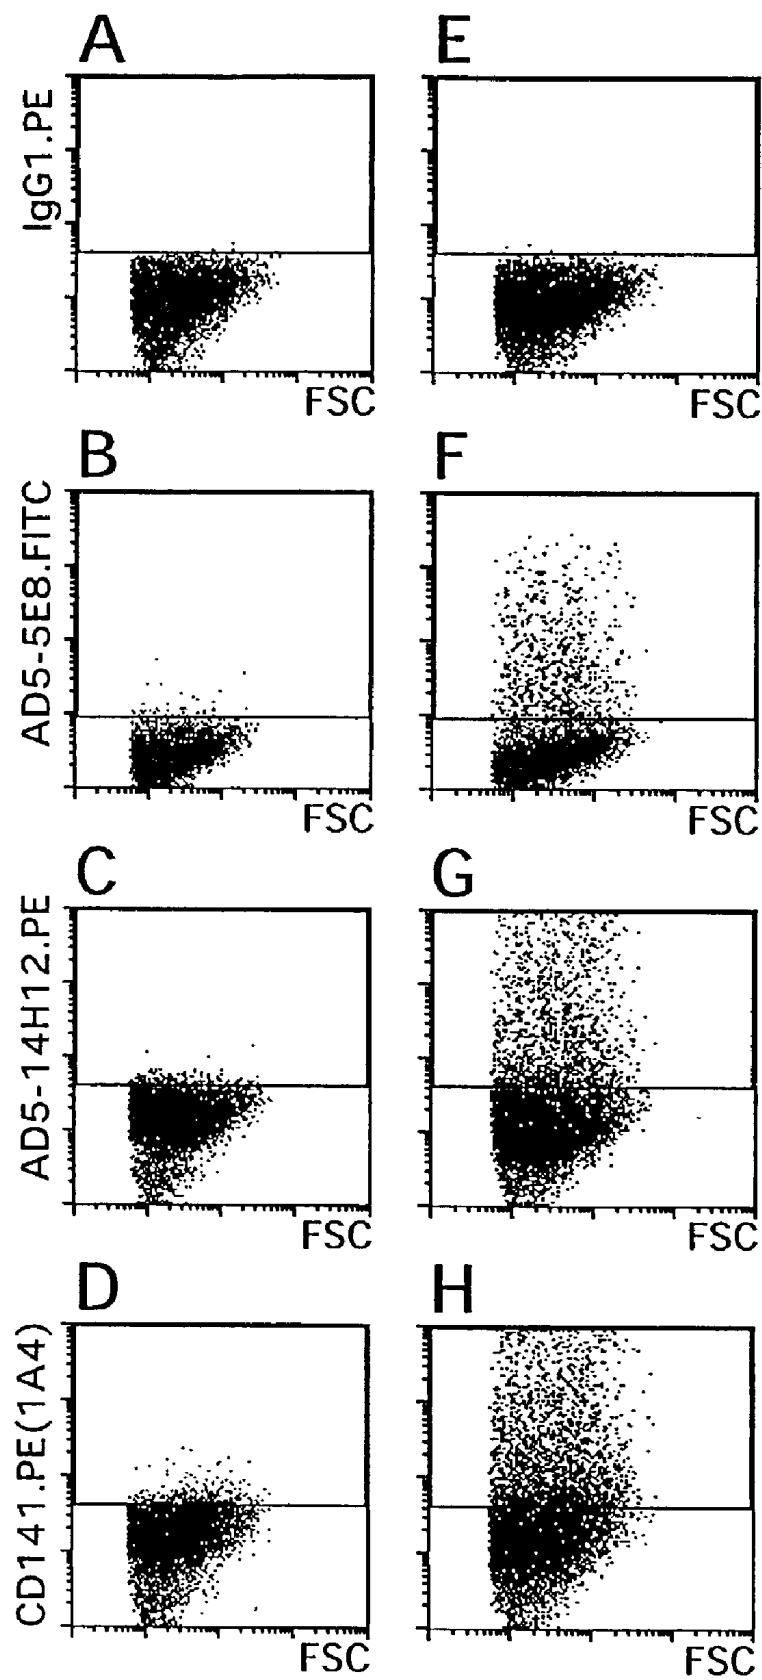 A
E
IgG1.PE
FSC
FSC
B
F
AD5-5E8.FITC
FSC
FSC
C
G
AD5-14H12.PE
FSC
FSC
D
H
CD141.PE(1A4)
FSC
FSC